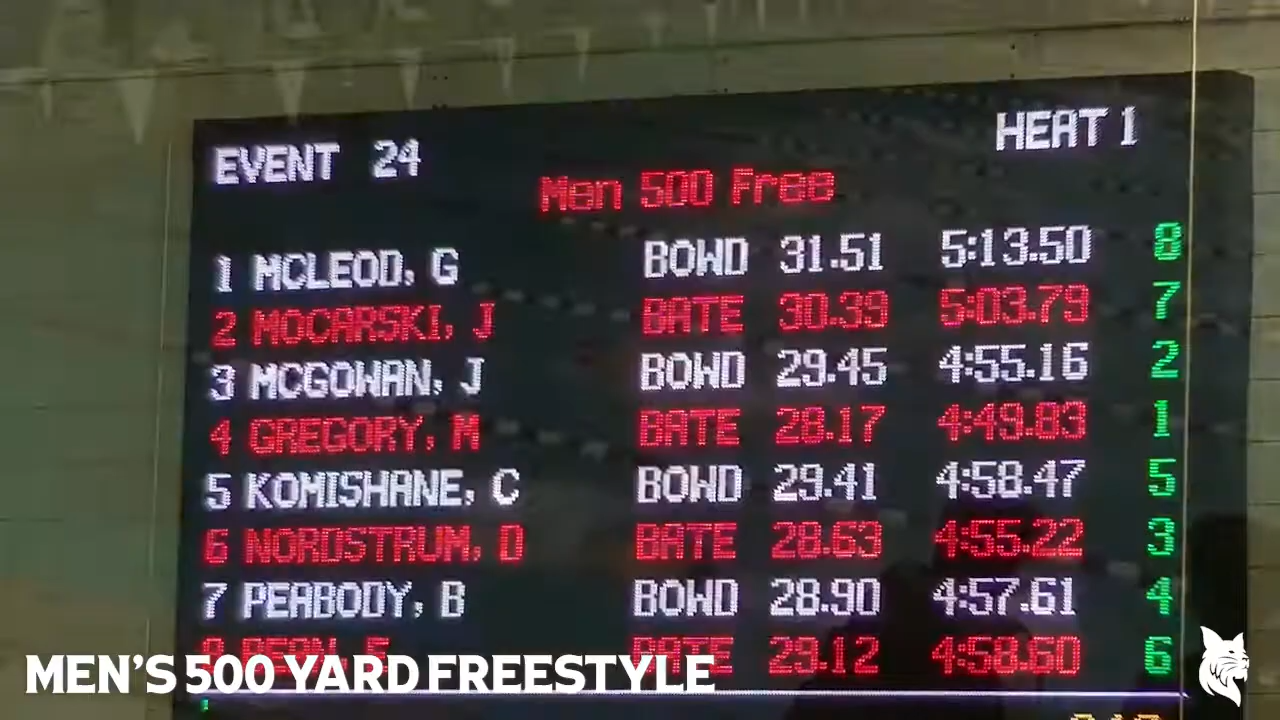 EVENT 24 HEAT 1
Men 500 Free
1 MCLEOD, G BOWD 31.51 5:13.50 8
2 MOCARSKI, J BATE 30.39 5:03.79 7
3 MCGOWAN, J BOWD 29.45 4:55.16 2
4 GREGORY, M BATE 28.17 4:49.83 1
5 KOMISHANE, C BOWD 29.41 4:58.47 5
6 NORDSTRUM, D BATE 28.63 4:55.22 3
7 PEABODY, B BOWD 28.90 4:57.61 4
8 BATE 29.12 4:58.60 6
MEN'S 500 YARD FREESTYLE